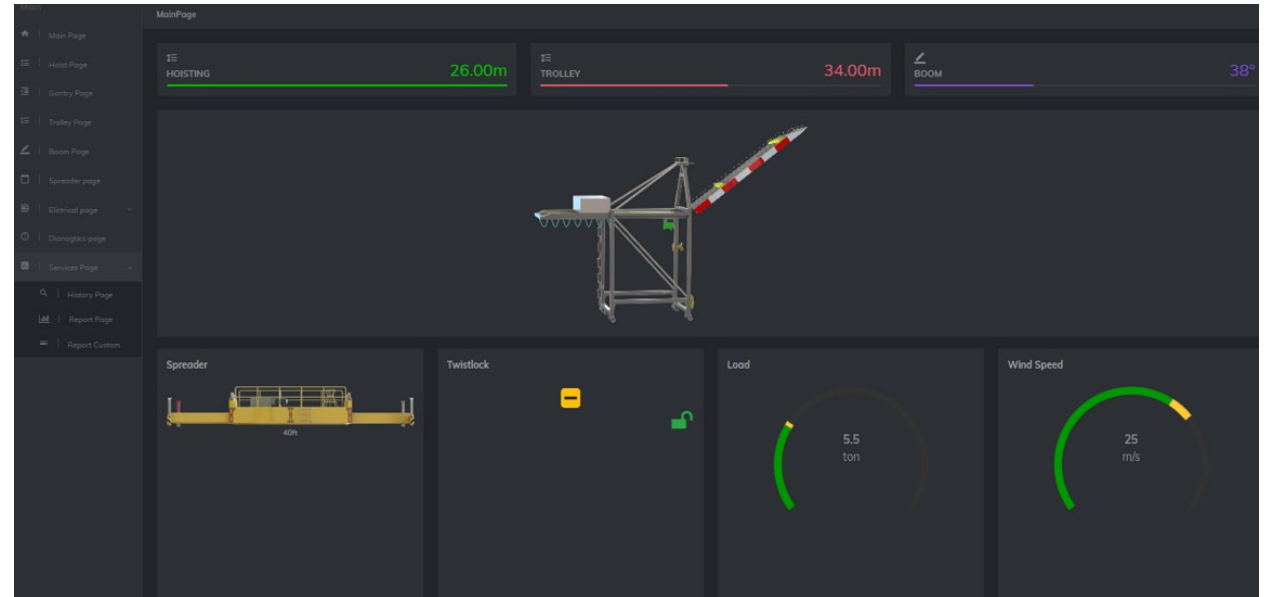 Main
MainPage
Main Page
Hoist Page
Gantry Page
Trolley Page
Boom Page
Spreader page
Elictrical page
Dianogtics page
Services Page
History Page
Report Page
Report Custom
HOISTING
26.00m
TROLLEY
34.00m
BOOM
38°
Spreader
40ft
Twistlock
Load
5.5
ton
Wind Speed
25
m/s